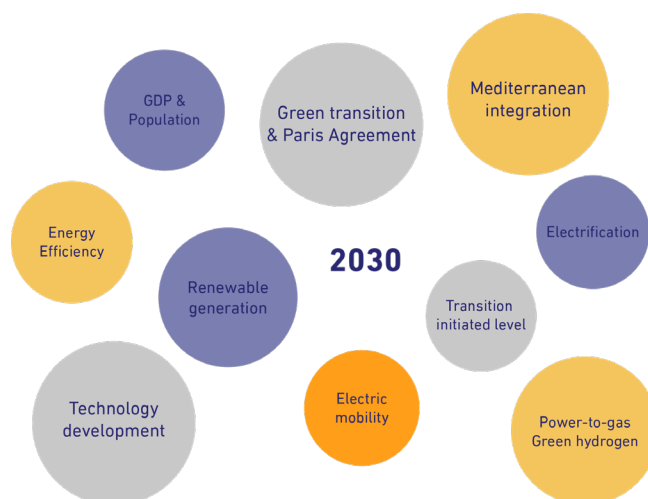 GDP &
Population
Green transition
& Paris Agreement
Mediterranean
integration
Energy
Efficiency
Electrification
2030
Renewable
generation
Transition
initiated level
Technology
development
Electric
mobility
Power-to-gas
Green hydrogen